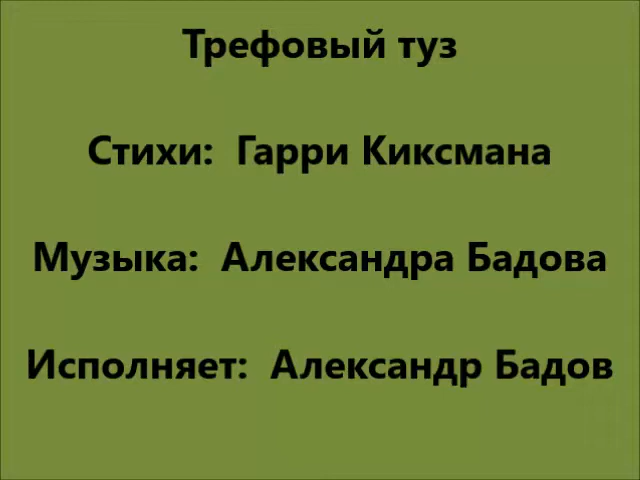 Трефовый туз
Стихи: Гарри Киксмана
Музыка: Александра Бадова
Исполняет: Александр Бадов